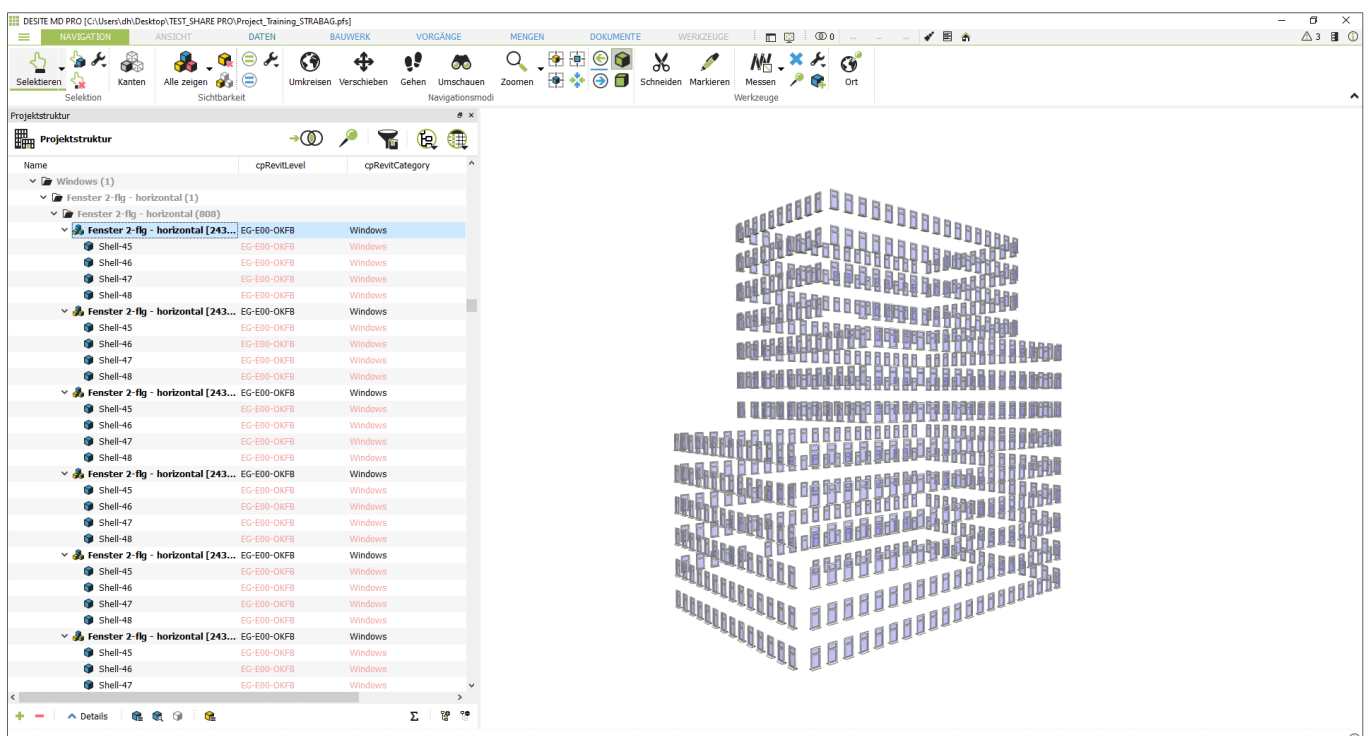 DESITE MD PRO [C:\Users\dh\Desktop\TEST_SHARE PRO\Project_Training_STRABAG.pfs]
NAVIGATION ANSICHT DATEN BAUWERK VORGÄNGE MENGEN DOKUMENTE WERKZEUGE 0 ... ... ... 3
Selektieren Kanten Alle zeigen Umkreisen Verschieben Gehen Umschauen Zoomen Schneiden Markieren Messen Ort
Selektion Sichtbarkeit Navigationsmodi Werkzeuge
Projektstruktur
Projektstruktur
Name cpRevitLevel cpRevitCategory
Windows (1)
Fenster 2-flg - horizontal (1)
Fenster 2-flg - horizontal (808)
Fenster 2-flg - horizontal [243... EG-E00-OKFB Windows
Shell-45 EG-E00-OKFB Windows
Shell-46 EG-E00-OKFB Windows
Shell-47 EG-E00-OKFB Windows
Shell-48 EG-E00-OKFB Windows
Fenster 2-flg - horizontal [243... EG-E00-OKFB Windows
Shell-45 EG-E00-OKFB Windows
Shell-46 EG-E00-OKFB Windows
Shell-47 EG-E00-OKFB Windows
Shell-48 EG-E00-OKFB Windows
Fenster 2-flg - horizontal [243... EG-E00-OKFB Windows
Shell-45 EG-E00-OKFB Windows
Shell-46 EG-E00-OKFB Windows
Shell-47 EG-E00-OKFB Windows
Shell-48 EG-E00-OKFB Windows
Fenster 2-flg - horizontal [243... EG-E00-OKFB Windows
Shell-45 EG-E00-OKFB Windows
Shell-46 EG-E00-OKFB Windows
Shell-47 EG-E00-OKFB Windows
Shell-48 EG-E00-OKFB Windows
Fenster 2-flg - horizontal [243... EG-E00-OKFB Windows
Shell-45 EG-E00-OKFB Windows
Shell-46 EG-E00-OKFB Windows
Shell-47 EG-E00-OKFB Windows
Shell-48 EG-E00-OKFB Windows
Fenster 2-flg - horizontal [243... EG-E00-OKFB Windows
Shell-45 EG-E00-OKFB Windows
Shell-46 EG-E00-OKFB Windows
Shell-47 EG-E00-OKFB Windows
Details Σ